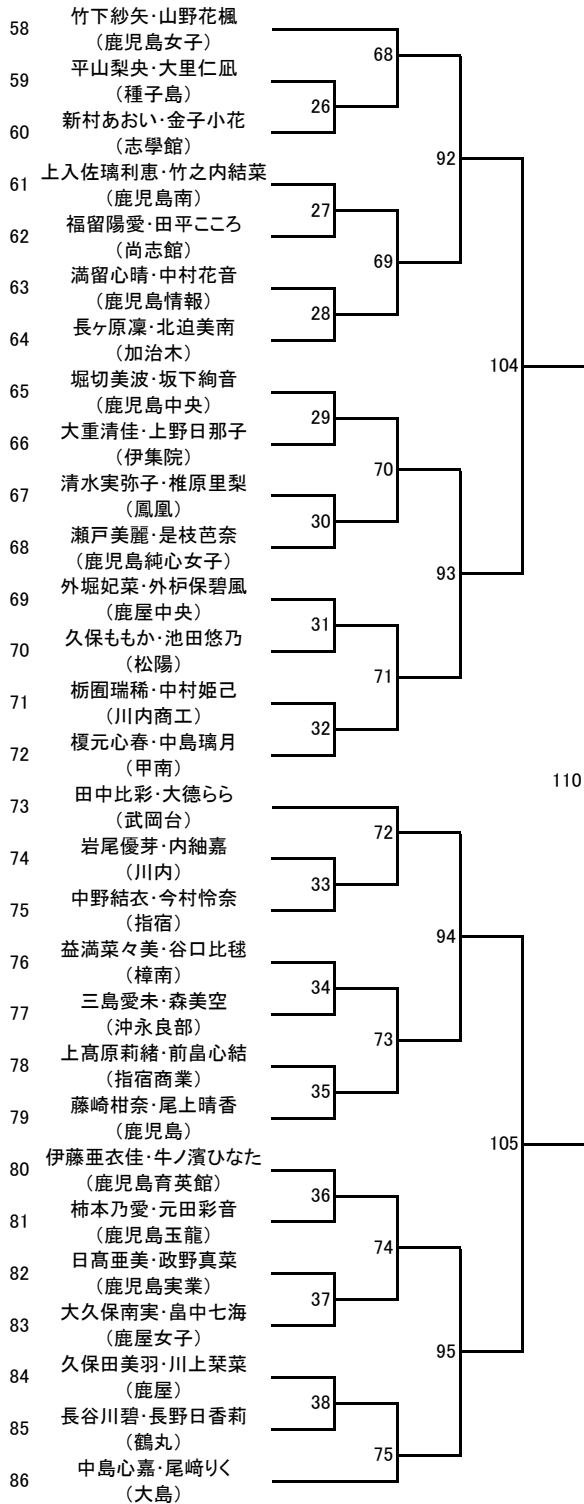 58 竹下紗矢・山野花楓
(鹿児島女子)
68
59 平山梨央・大里仁凪
(種子島)
26
60 新村あおい・金子小花
(志學館)
92
61 上入佐璃利恵・竹之内結菜
(鹿児島南)
27
62 福留陽愛・田平こころ
(尚志館)
69
63 満留心晴・中村花音
(鹿児島情報)
28
64 長ヶ原凜・北迫美南
(加治木)
104
65 堀切美波・坂下絢音
(鹿児島中央)
29
66 大重清佳・上野日那子
(伊集院)
70
67 清水実弥子・椎原里梨
(鳳凰)
30
68 瀬戸美麗・是枝芭奈
(鹿児島純心女子)
93
69 外堀妃菜・外枦保碧風
(鹿屋中央)
31
70 久保ももか・池田悠乃
(松陽)
71
71 栃囿瑞稀・中村姫己
(川内商工)
32
72 榎元心春・中島璃月
(甲南)
110
73 田中比彩・大德らら
(武岡台)
72
74 岩尾優芽・内紬嘉
(川内)
33
75 中野結衣・今村怜奈
(指宿)
94
76 益満菜々美・谷口比毬
(樟南)
34
77 三島愛未・森美空
(沖永良部)
73
78 上髙原莉緒・前畠心結
(指宿商業)
35
79 藤崎柑奈・尾上晴香
(鹿児島)
105
80 伊藤亜衣佳・牛ノ濱ひなた
(鹿児島育英館)
36
81 柿本乃愛・元田彩音
(鹿児島玉龍)
74
82 日髙亜美・政野真菜
(鹿児島実業)
37
83 大久保南実・畠中七海
(鹿屋女子)
95
84 久保田美羽・川上栞菜
(鹿屋)
38
85 長谷川碧・長野日香莉
(鶴丸)
75
86 中島心嘉・尾﨑りく
(大島)